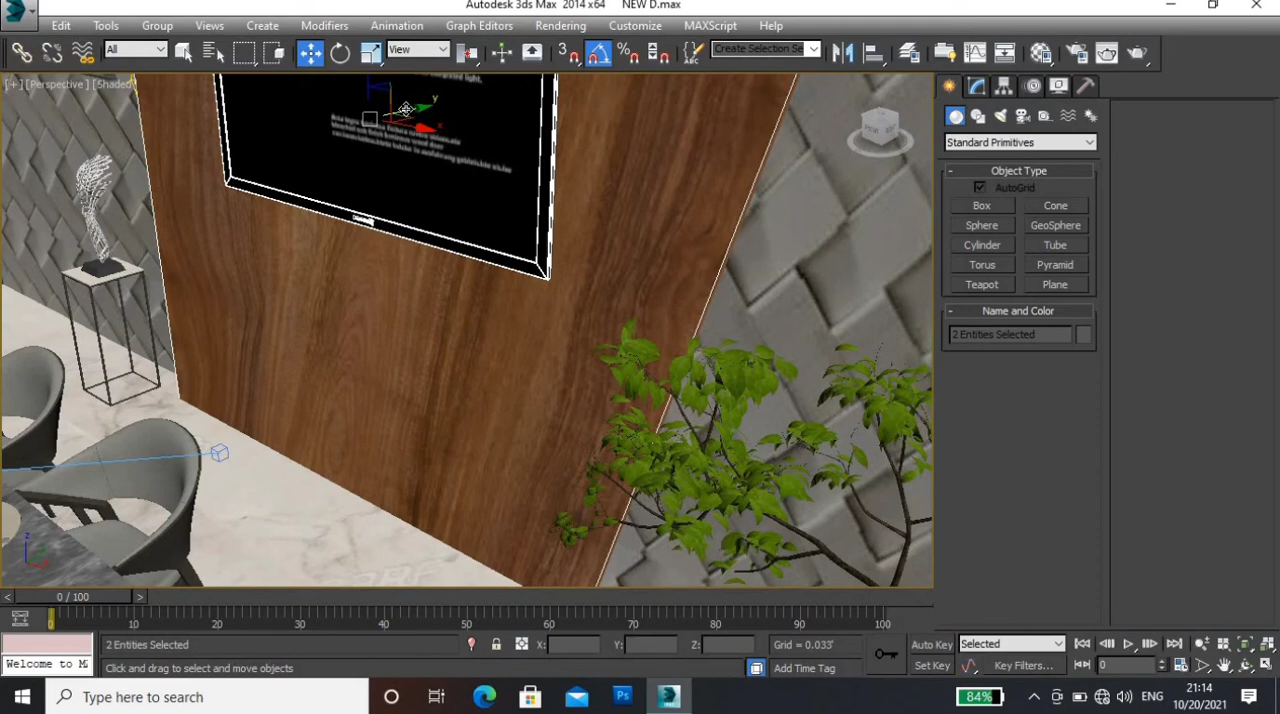 Autodesk 3ds Max 2014 x64 NEW D.max
Edit Tools Group Views Create Modifiers Animation Graph Editors Rendering Customize MAXScript Help
All
View
3
Create Selection Se
[+] [Perspective] [Shaded
y
x
z
Standard Primitives
- Object Type
AutoGrid
Box Cone
Sphere GeoSphere
Cylinder Tube
Torus Pyramid
Teapot Plane
- Name and Color
2 Entities Selected
< 0 / 100 >
0 10 20 30 40 50 60 70 80 90 100
2 Entities Selected X: Y: Z: Grid = 0.033' Auto Key Selected
Welcome to M Click and drag to select and move objects Add Time Tag Set Key Key Filters... 0
Type here to search
Ps
84%
ENG
21:14
10/20/2021